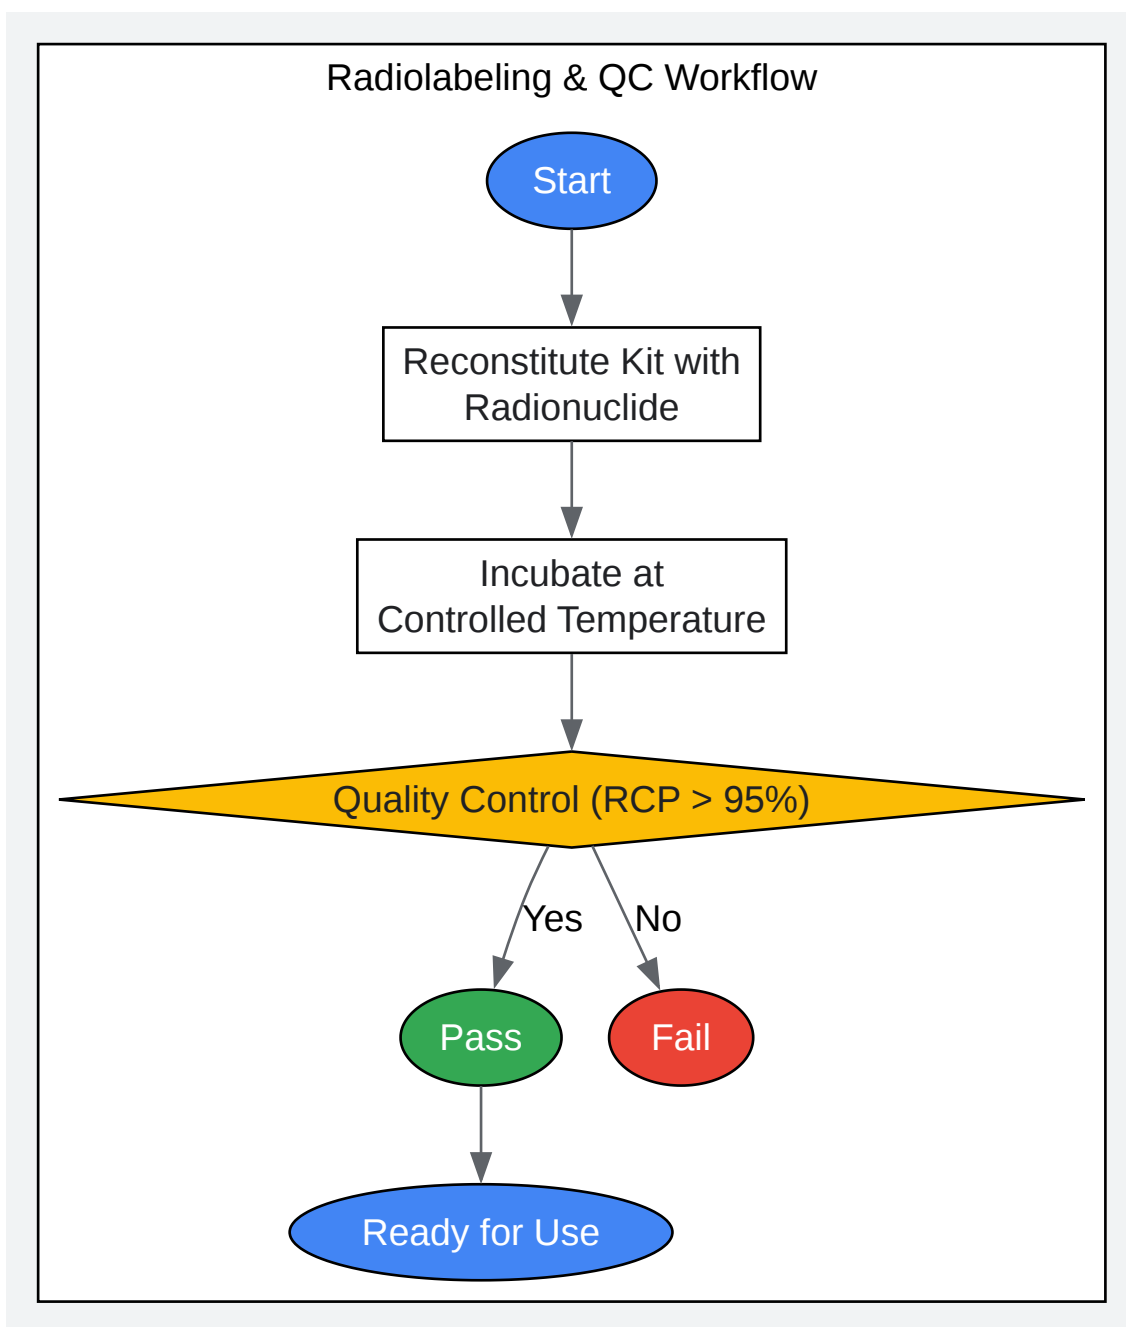 Radiolabeling & QC Workflow
Start
Reconstitute Kit with
Radionuclide
Incubate at
Controlled Temperature
Quality Control (RCP > 95%)
Yes
No
Pass
Fail
Ready for Use